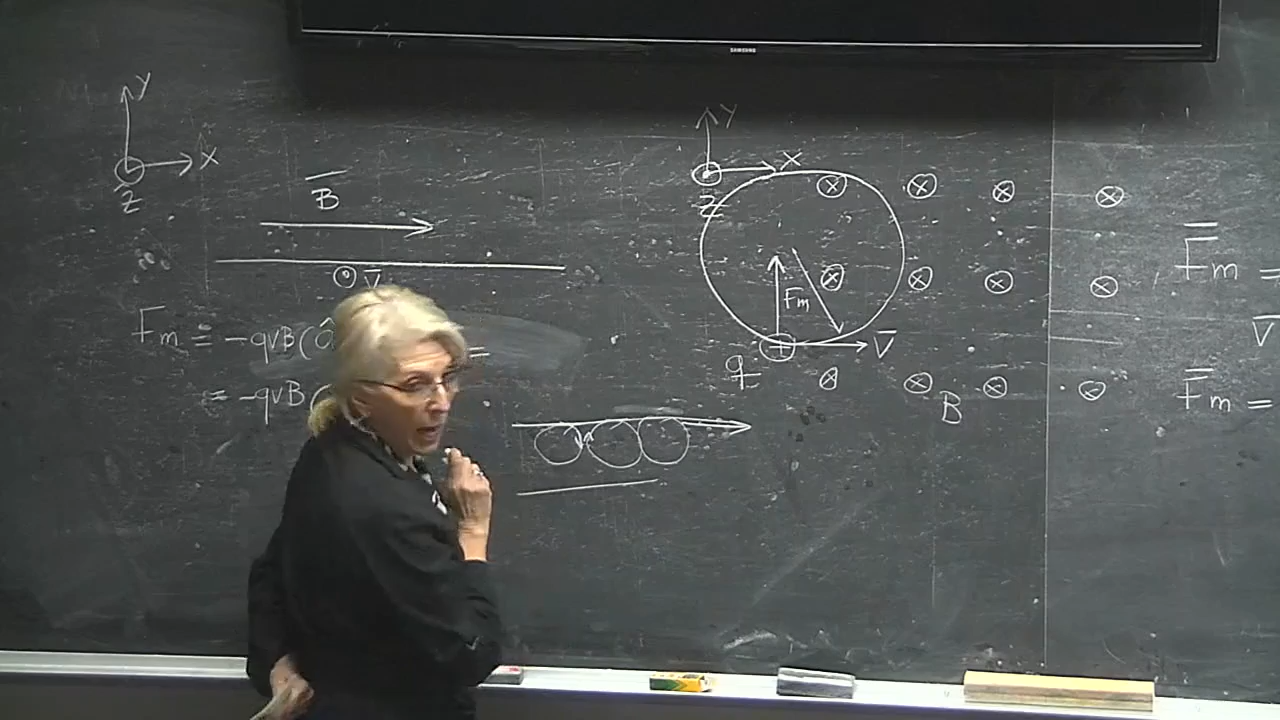 SAMSUNG
Y
X
Z
B
V
Fm = -qVB(
=
= -qVB(
Y
X
Z
Fm
V
q
B
Fm =
V
Fm =